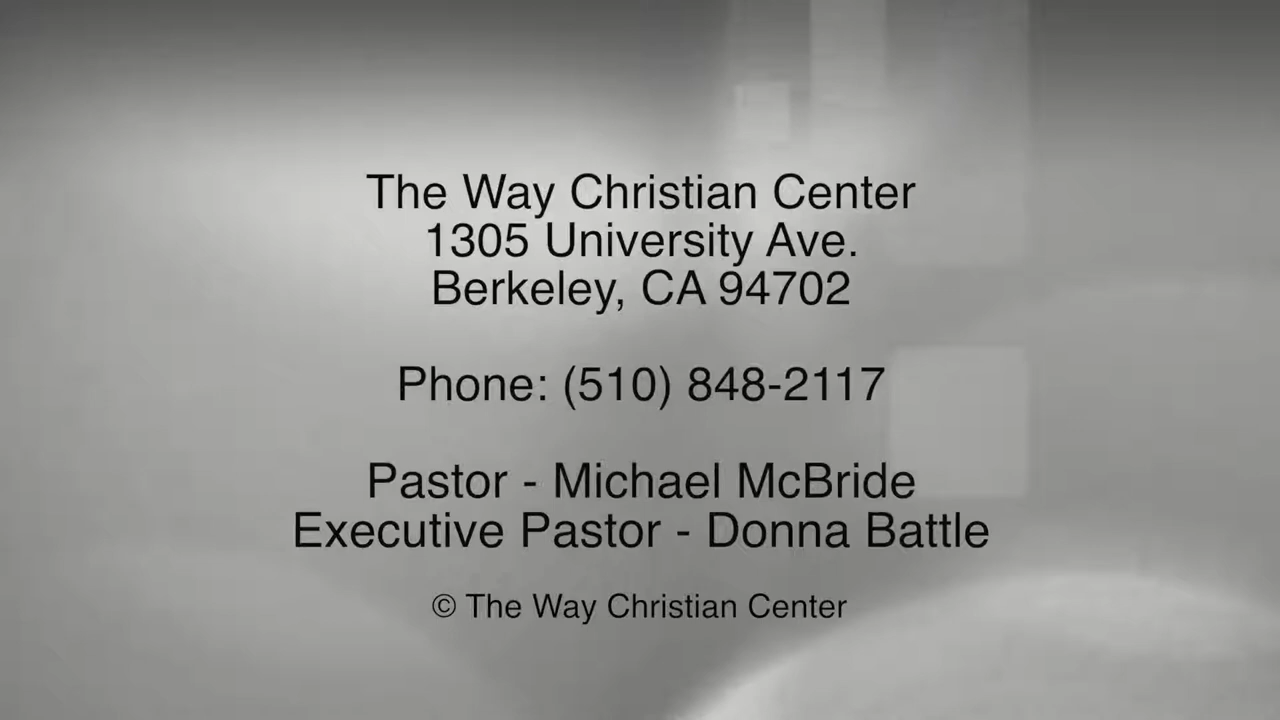 The Way Christian Center
1305 University Ave.
Berkeley, CA 94702
Phone: (510) 848-2117
Pastor - Michael McBride
Executive Pastor - Donna Battle
© The Way Christian Center